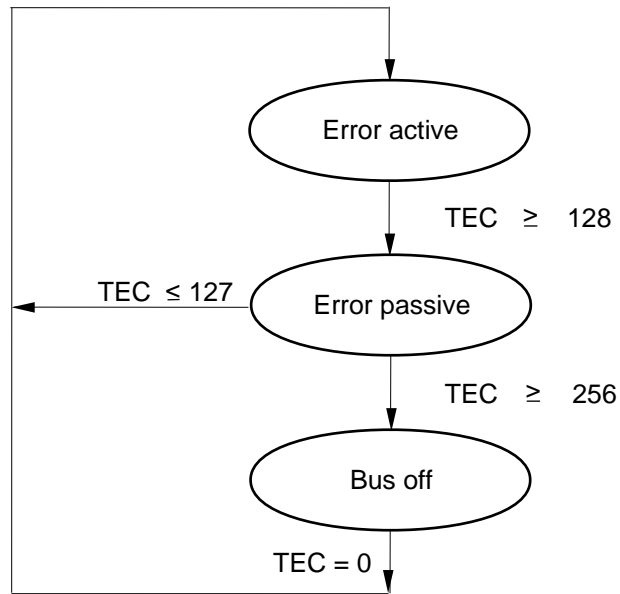 Error active
TEC ≥ 128
TEC ≤ 127
Error passive
TEC ≥ 256
Bus off
TEC = 0